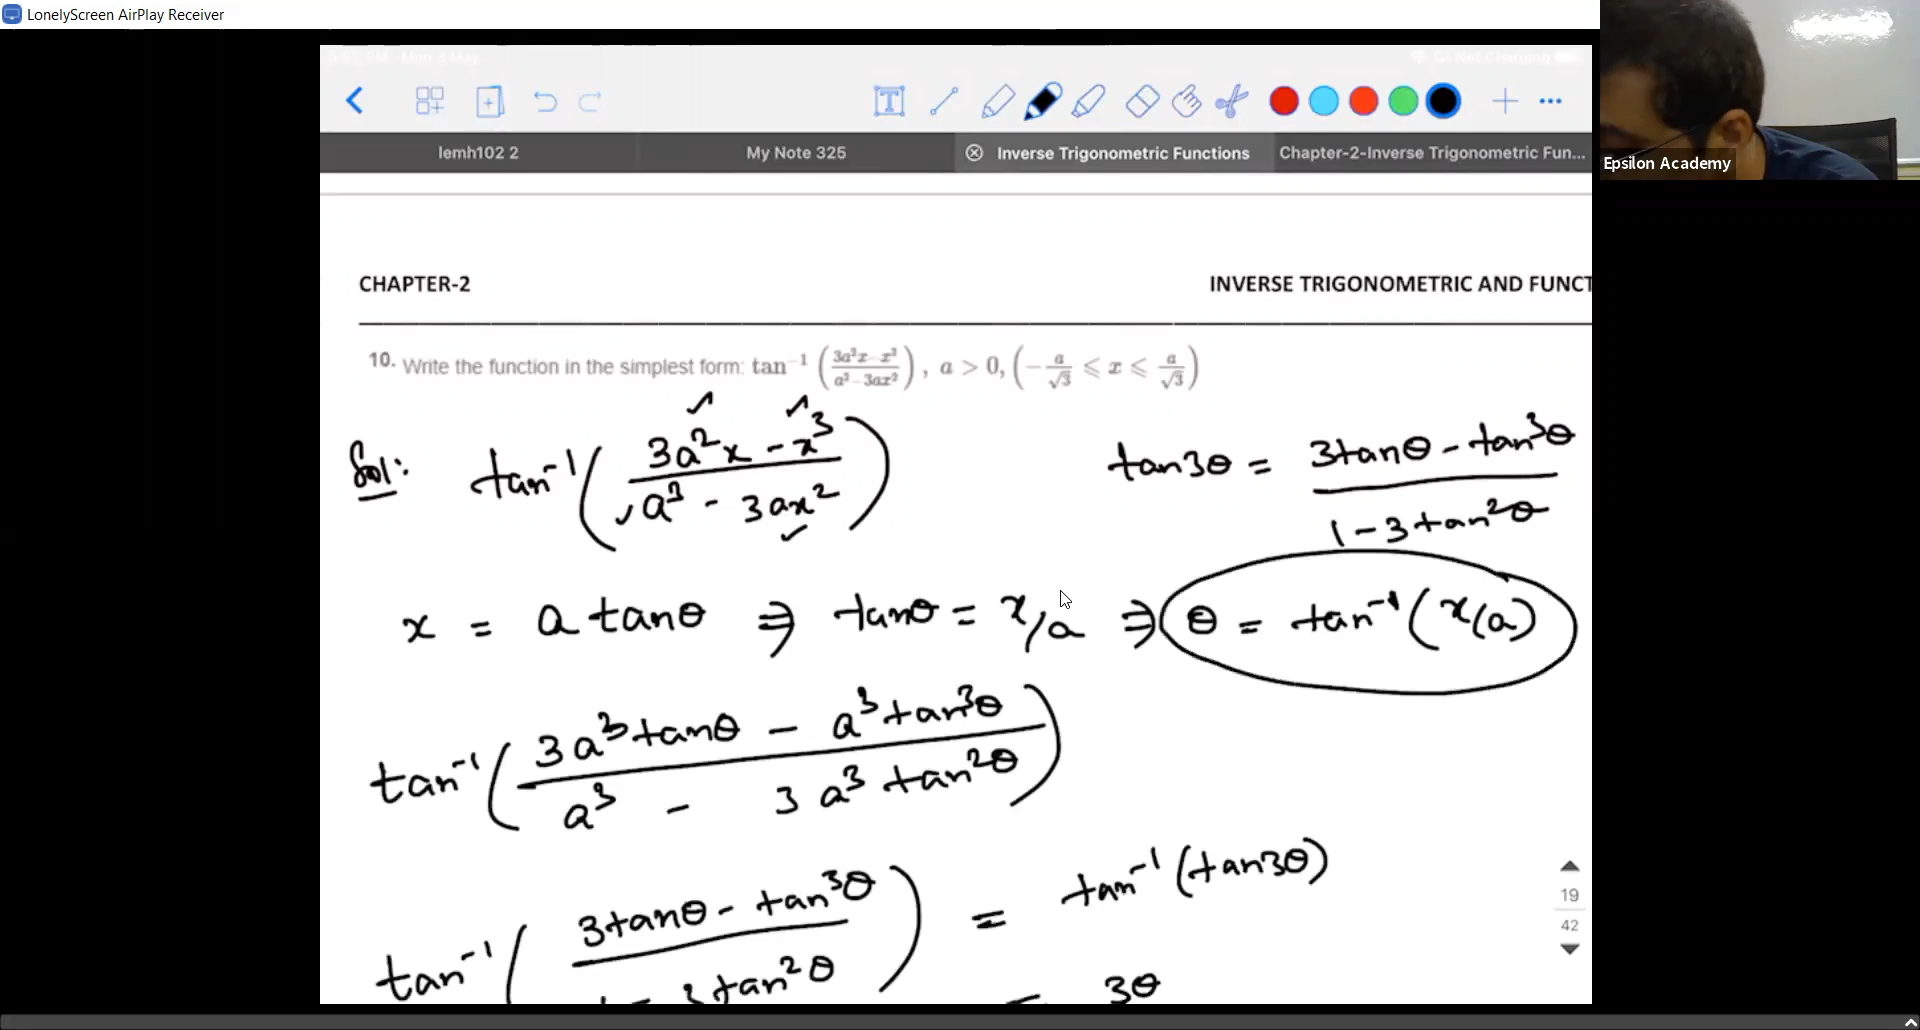 LonelyScreen AirPlay Receiver
lemh102 2
My Note 325
Inverse Trigonometric Functions
Chapter-2-Inverse Trigonometric Fun...
Epsilon Academy
CHAPTER-2
INVERSE TRIGONOMETRIC AND FUNCT
10. Write the function in the simplest form: tan⁻¹ ((3a²x−x³)/(a³−3ax²)), a > 0, (−a/√3 ⩽ x ⩽ a/√3)
Sol: tan⁻¹((3a²x − x³)/(a³ − 3ax²))
tan3θ = (3tanθ − tan³θ)/(1 − 3tan²θ)
x = a tanθ ⇒ tanθ = x/a ⇒ θ = tan⁻¹(x/a)
tan⁻¹((3a³tanθ − a³tan³θ)/(a³ − 3a³tan²θ))
tan⁻¹((3tanθ − tan³θ)/(1 − 3tan²θ)) = tan⁻¹(tan3θ)
= 3θ
19
42